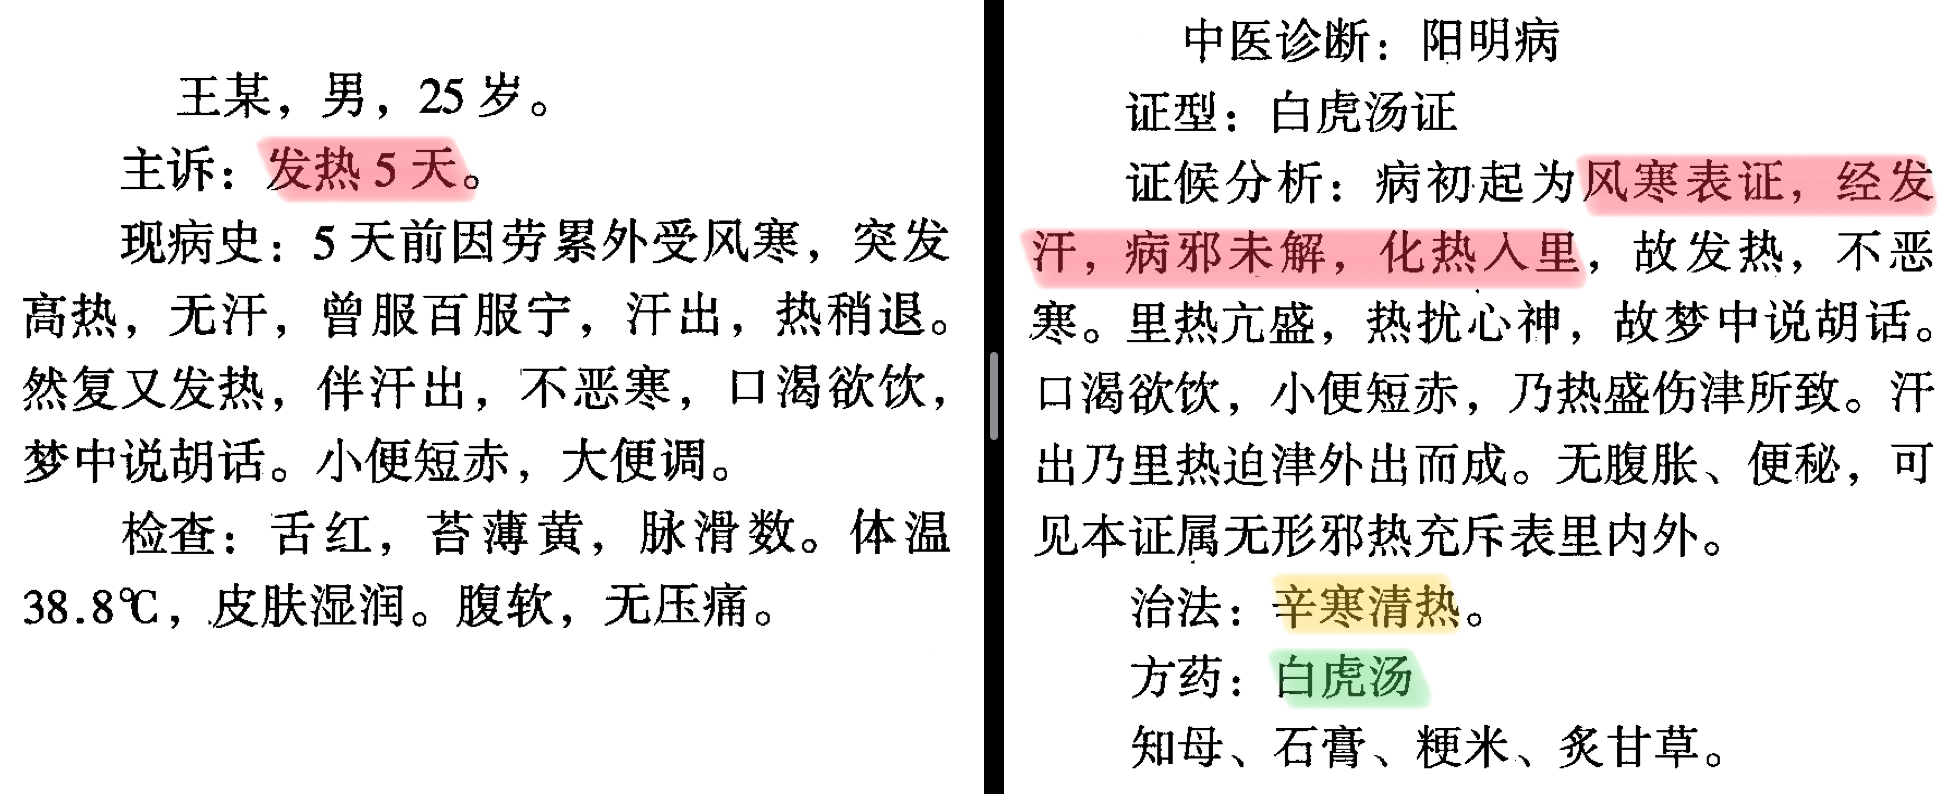 王某，男，25 岁。
主诉：发热 5 天。
现病史：5 天前因劳累外受风寒，突发
高热，无汗，曾服百服宁，汗出，热稍退。
然复又发热，伴汗出，不恶寒，口渴欲饮，
梦中说胡话。小便短赤，大便调。
检查：舌红，苔薄黄，脉滑数。体温
38.8℃，皮肤湿润。腹软，无压痛。
中医诊断：阳明病
证型：白虎汤证
证候分析：病初起为风寒表证，经发
汗，病邪未解，化热入里，故发热，不恶
寒。里热亢盛，热扰心神，故梦中说胡话。
口渴欲饮，小便短赤，乃热盛伤津所致。汗
出乃里热迫津外出而成。无腹胀、便秘，可
见本证属无形邪热充斥表里内外。
治法：辛寒清热。
方药：白虎汤
知母、石膏、粳米、炙甘草。